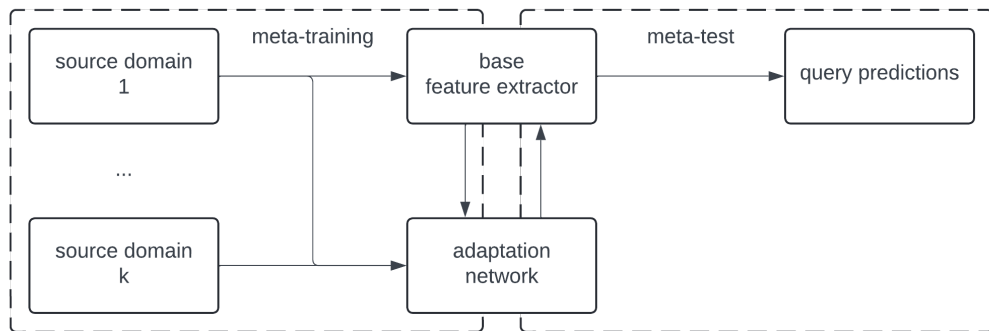 meta-training
meta-test
source domain
1
base
feature extractor
query predictions
...
source domain
k
adaptation
network